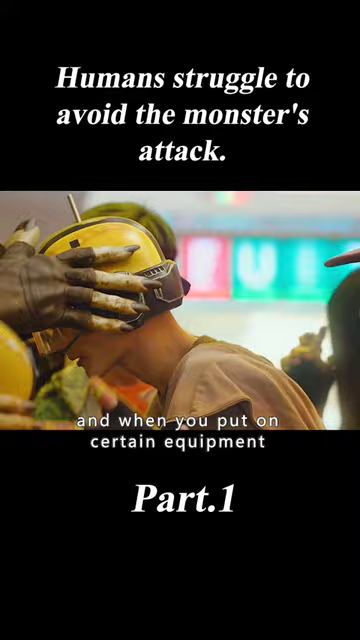 Humans struggle to
avoid the monster's
attack.
and when you put on
certain equipment
Part.1